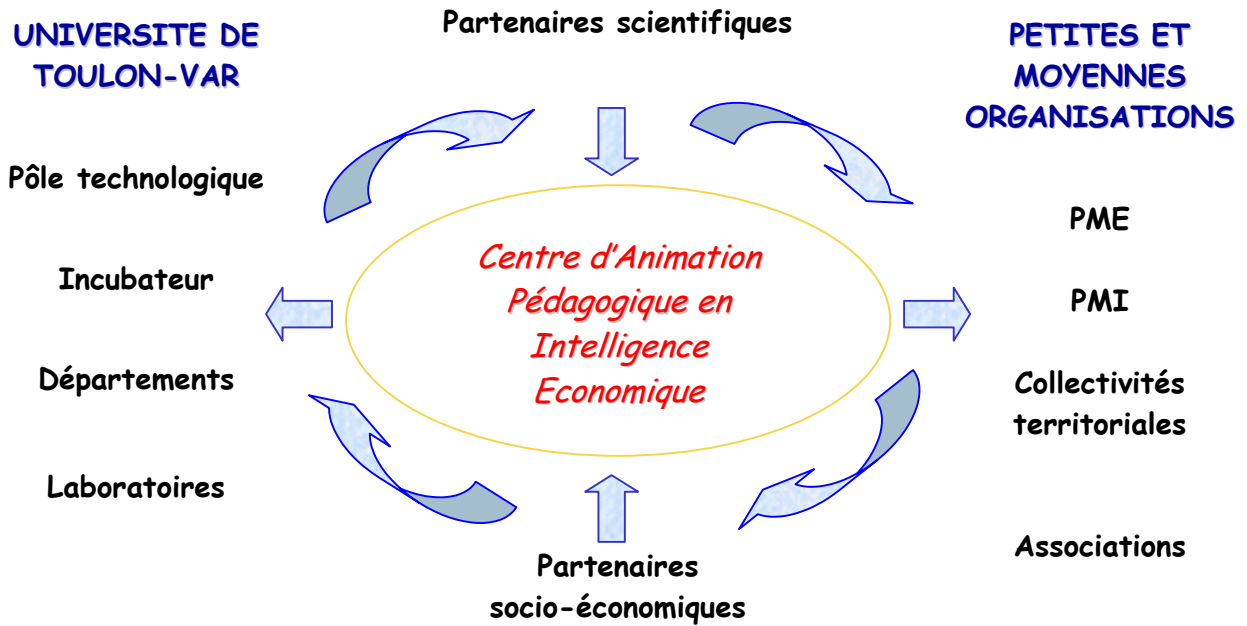 Partenaires scientifiques
UNIVERSITE DE
TOULON-VAR
Pôle technologique
Incubateur
Départements
Laboratoires
Centre d'Animation
Pédagogique en
Intelligence
Economique
Partenaires
socio-économiques
PETITES ET
MOYENNES
ORGANISATIONS
PME
PMI
Collectivités
territoriales
Associations